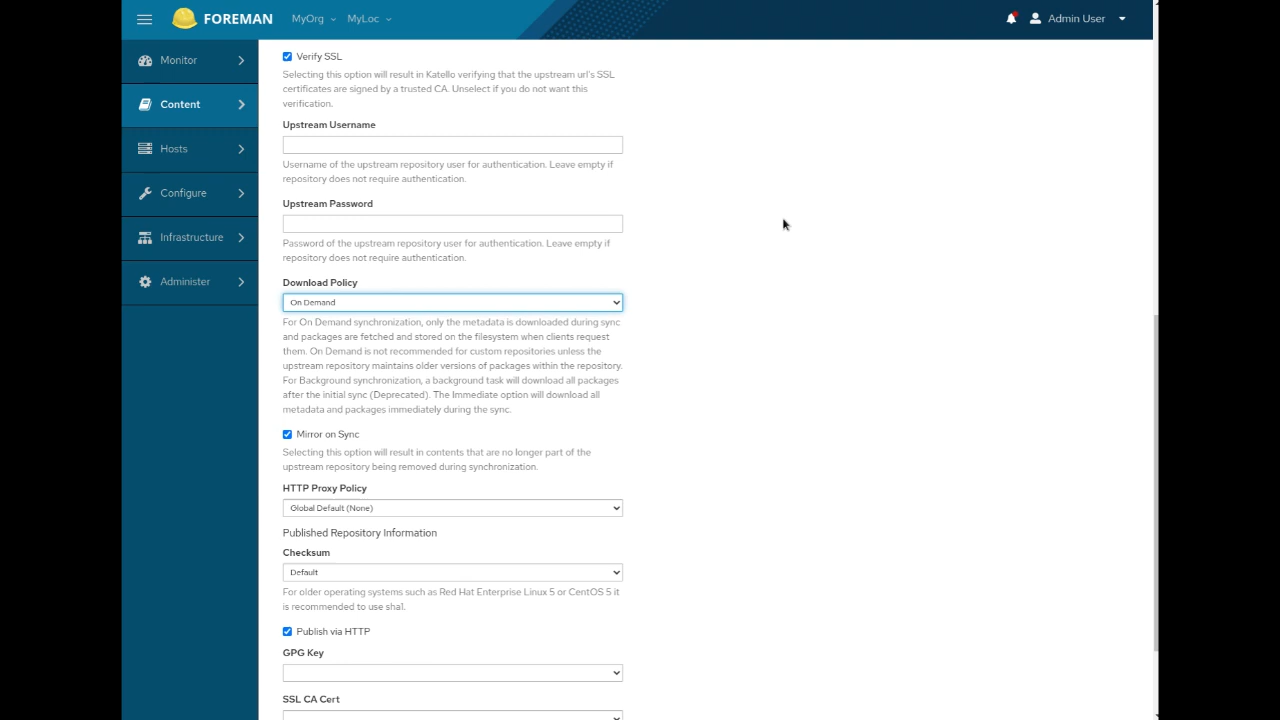 FOREMAN MyOrg MyLoc Admin User
Monitor
Content
Hosts
Configure
Infrastructure
Administer
Verify SSL
Selecting this option will result in Katello verifying that the upstream url's SSL
certificates are signed by a trusted CA. Unselect if you do not want this
verification.
Upstream Username
Username of the upstream repository user for authentication. Leave empty if
repository does not require authentication.
Upstream Password
Password of the upstream repository user for authentication. Leave empty if
repository does not require authentication.
Download Policy
On Demand
For On Demand synchronization, only the metadata is downloaded during sync
and packages are fetched and stored on the filesystem when clients request
them. On Demand is not recommended for custom repositories unless the
upstream repository maintains older versions of packages within the repository.
For Background synchronization, a background task will download all packages
after the initial sync (Deprecated). The Immediate option will download all
metadata and packages immediately during the sync.
Mirror on Sync
Selecting this option will result in contents that are no longer part of the
upstream repository being removed during synchronization.
HTTP Proxy Policy
Global Default (None)
Published Repository Information
Checksum
Default
For older operating systems such as Red Hat Enterprise Linux 5 or CentOS 5 it
is recommended to use sha1.
Publish via HTTP
GPG Key
SSL CA Cert